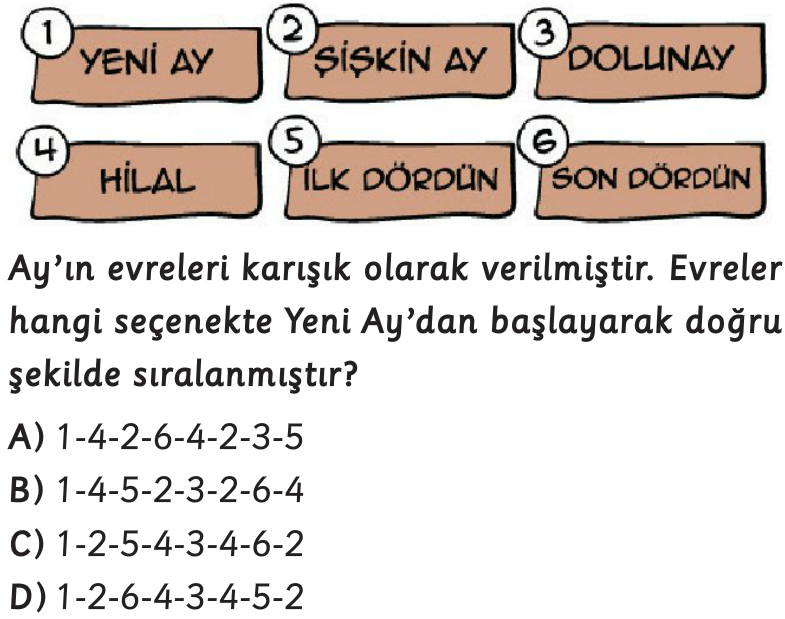 1 YENİ AY
2 ŞİŞKİN AY
3 DOLUNAY
4 HİLAL
5 İLK DÖRDÜN
6 SON DÖRDÜN
Ay’ın evreleri karışık olarak verilmiştir. Evreler
hangi seçenekte Yeni Ay’dan başlayarak doğru
şekilde sıralanmıştır?
A) 1-4-2-6-4-2-3-5
B) 1-4-5-2-3-2-6-4
C) 1-2-5-4-3-4-6-2
D) 1-2-6-4-3-4-5-2